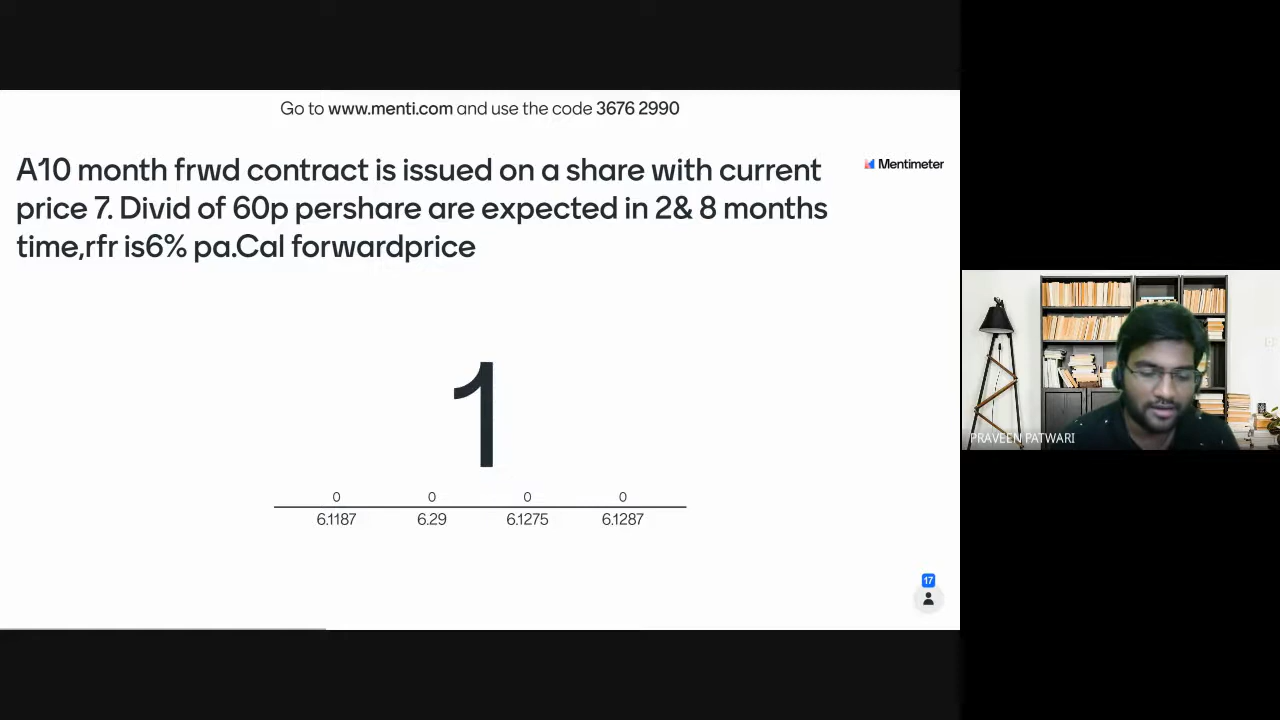 Go to www.menti.com and use the code 3676 2990
A10 month frwd contract is issued on a share with current
price 7. Divid of 60p pershare are expected in 2& 8 months
time,rfr is6% pa.Cal forwardprice
Mentimeter
1
0 0 0 0
6.1187 6.29 6.1275 6.1287
17
PRAVEEN PATWARI